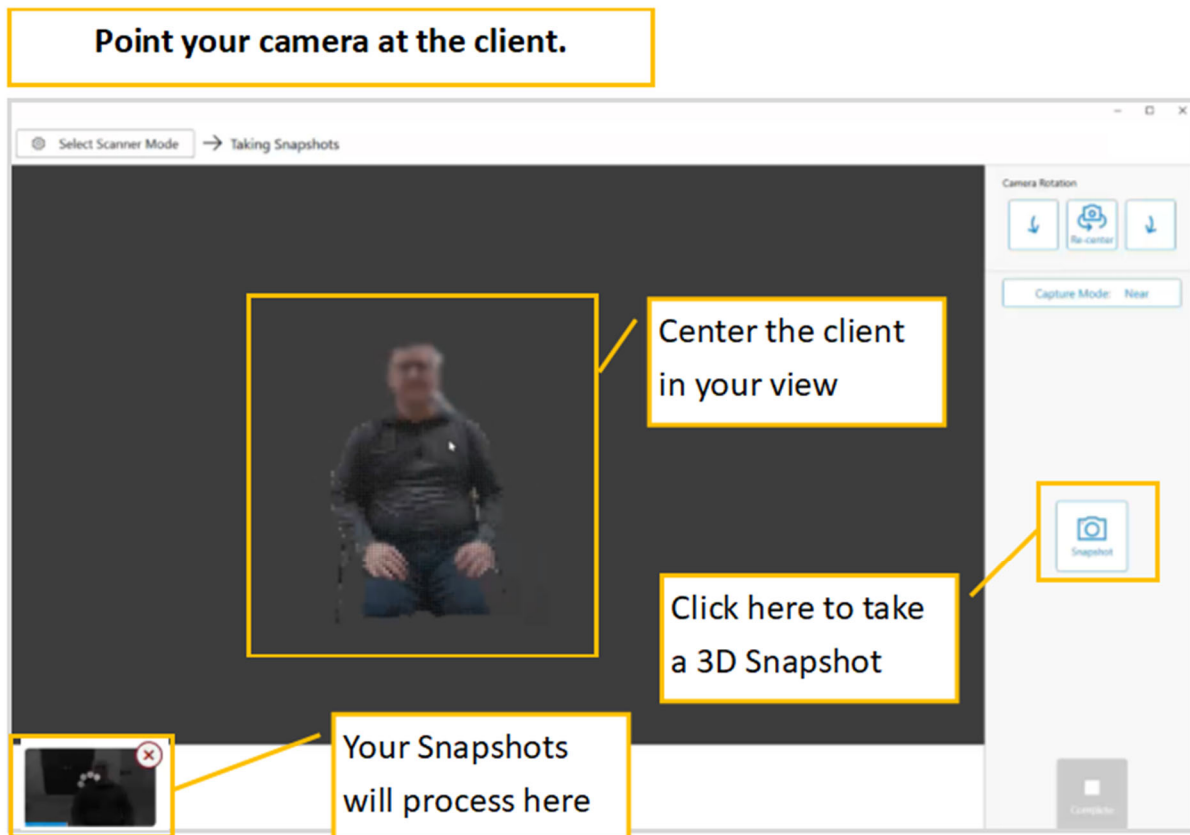 Point your camera at the client.
Select Scanner Mode
Taking Snapshots
Camera Rotation
Re-center
Capture Mode: Near
Center the client
in your view
Snapshot
Click here to take
a 3D Snapshot
Your Snapshots
will process here
Complete